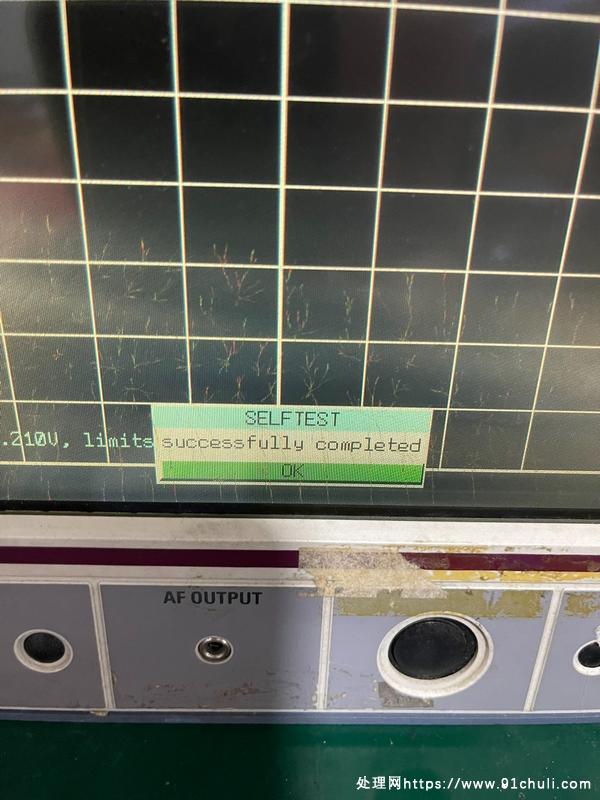 SELFTEST
.210V, limits successfully completed
OK
AF OUTPUT
处理网https://www.91chuli.com